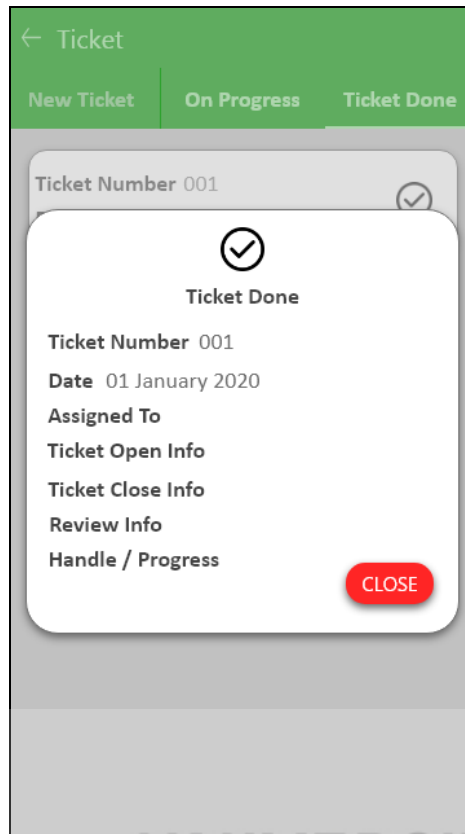 Ticket
New Ticket On Progress Ticket Done
Ticket Number 001
Ticket Done
Ticket Number 001
Date 01 January 2020
Assigned To
Ticket Open Info
Ticket Close Info
Review Info
Handle / Progress
CLOSE